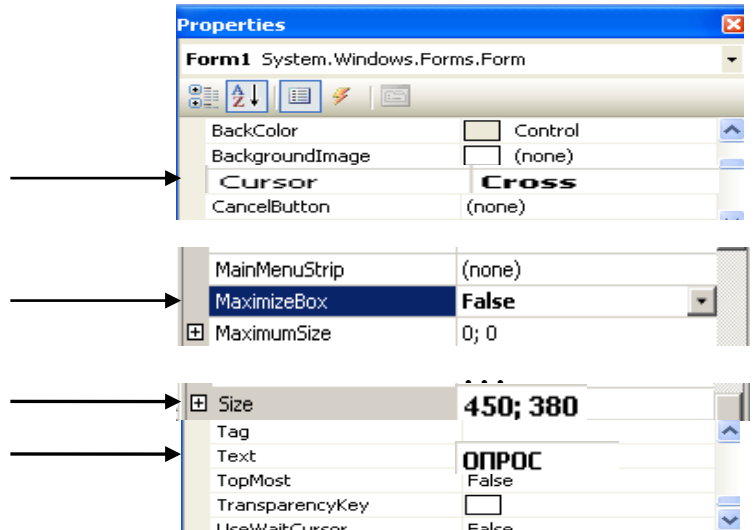 Properties
Form1 System.Windows.Forms.Form
A Z
BackColor Control
BackgroundImage (none)
Cursor Cross
CancelButton (none)
MainMenuStrip (none)
MaximizeBox False
MaximumSize 0; 0
...
Size 450; 380
Tag
Text ОПРОС
TopMost False
TransparencyKey
UseWaitCursor False